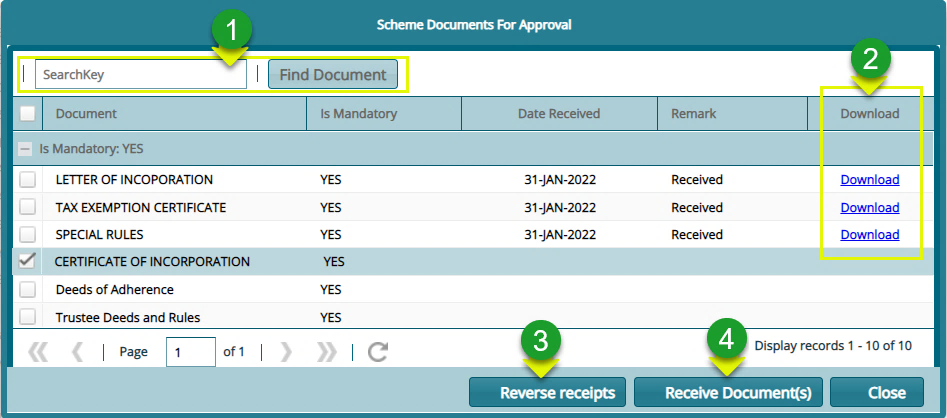 Scheme Documents For Approval
1
2
SearchKey Find Document
Document Is Mandatory Date Received Remark Download
Is Mandatory: YES
LETTER OF INCOPORATION YES 31-JAN-2022 Received Download
TAX EXEMPTION CERTIFICATE YES 31-JAN-2022 Received Download
SPECIAL RULES YES 31-JAN-2022 Received Download
CERTIFICATE OF INCORPORATION YES
Deeds of Adherence YES
Trustee Deeds and Rules YES
3
4
Page 1 of 1 Display records 1 - 10 of 10
Reverse receipts Receive Document(s) Close